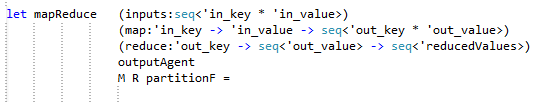 let mapReduce (inputs:seq<'in_key * 'in_value>)
(map:'in_key -> 'in_value -> seq<'out_key * 'out_value>)
(reduce:'out_key -> seq<'out_value> -> seq<'reducedValues>)
outputAgent
M R partitionF =